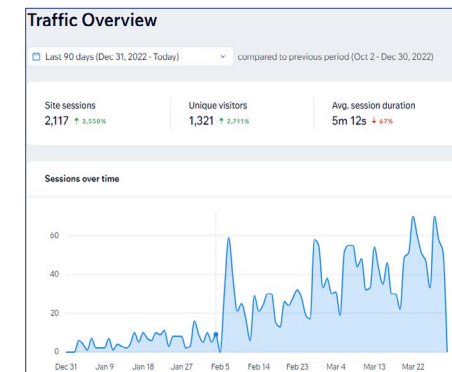 Traffic Overview
Last 90 days (Dec 31, 2022 - Today) compared to previous period (Oct 2 - Dec 30, 2022)
Site sessions Unique visitors Avg. session duration
2,117 ↑ 3,550% 1,321 ↑ 2,711% 5m 12s ↓ 67%
Sessions over time
60
40
20
0
Dec 31 Jan 9 Jan 18 Jan 27 Feb 5 Feb 14 Feb 23 Mar 4 Mar 13 Mar 22